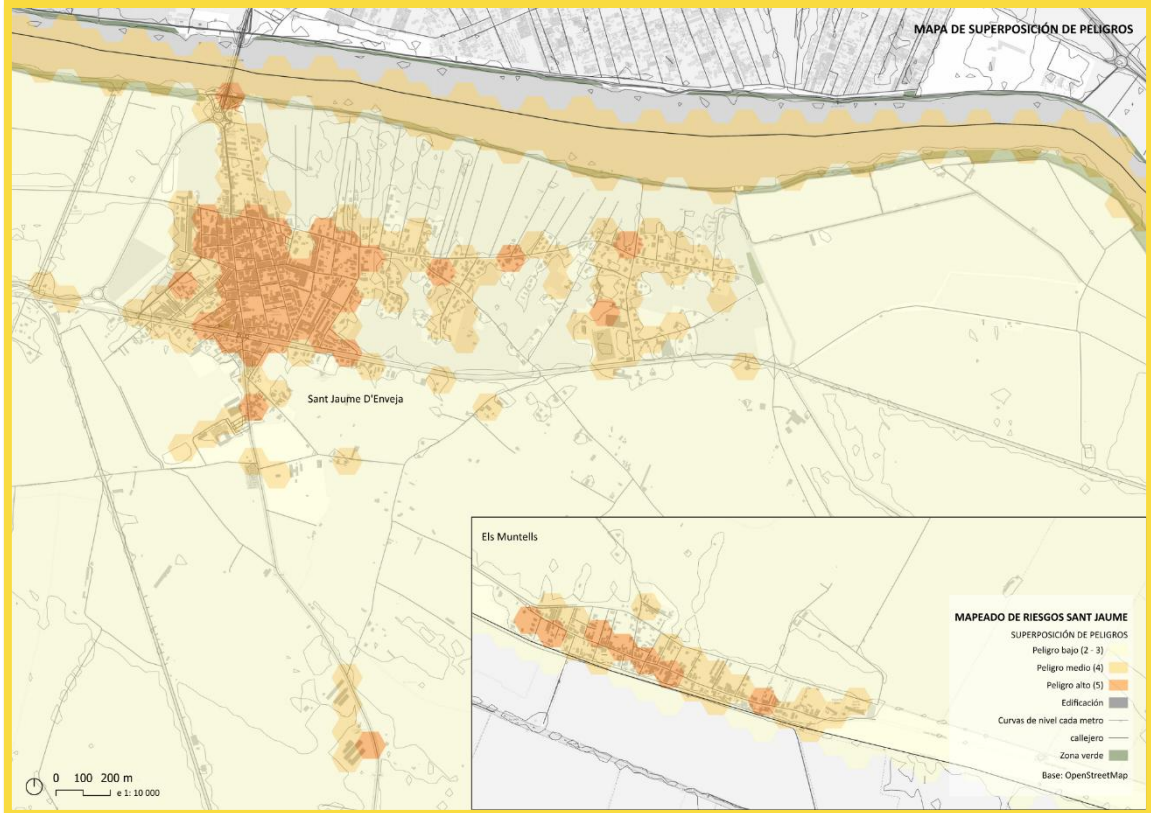 MAPA DE SUPERPOSICIÓN DE PELIGROS
Sant Jaume D'Enveja
Els Muntells
MAPEADO DE RIESGOS SANT JAUME
SUPERPOSICIÓN DE PELIGROS
Peligro bajo (2 - 3)
Peligro medio (4)
Peligro alto (5)
Edificación
Curvas de nivel cada metro
callejero
Zona verde
Base: OpenStreetMap
0 100 200 m
e 1: 10 000